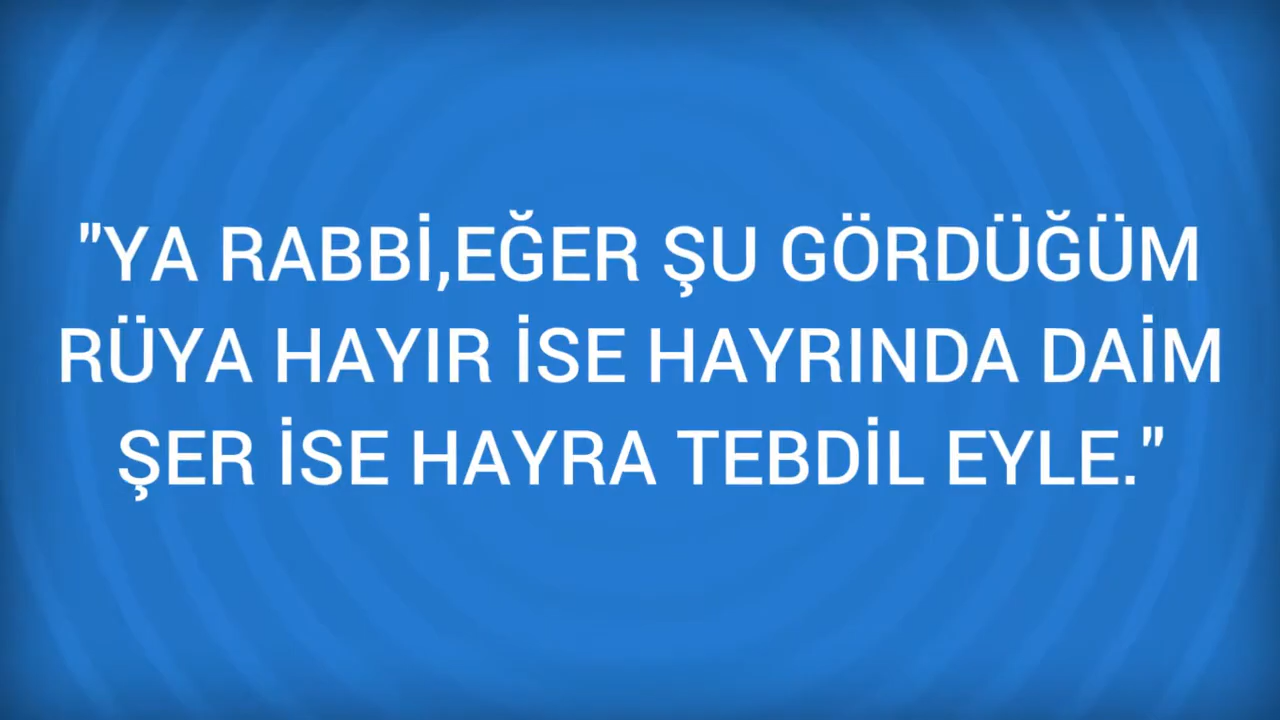 "YA RABBİ,EĞER ŞU GÖRDÜĞÜM
RÜYA HAYIR İSE HAYRINDA DAİM
ŞER İSE HAYRA TEBDİL EYLE."